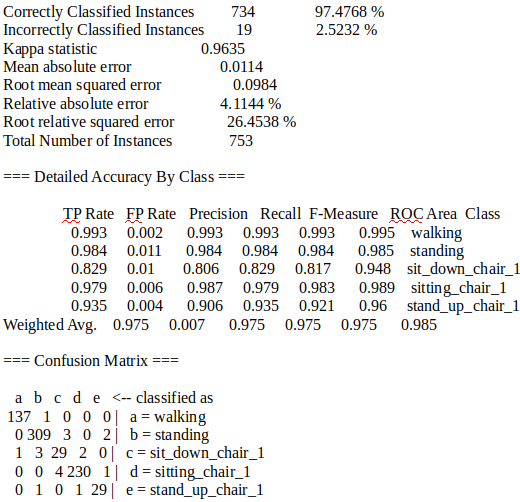 Correctly Classified Instances 734 97.4768 %
Incorrectly Classified Instances 19 2.5232 %
Kappa statistic 0.9635
Mean absolute error 0.0114
Root mean squared error 0.0984
Relative absolute error 4.1144 %
Root relative squared error 26.4538 %
Total Number of Instances 753
=== Detailed Accuracy By Class ===
TP Rate FP Rate Precision Recall F-Measure ROC Area Class
0.993 0.002 0.993 0.993 0.993 0.995 walking
0.984 0.011 0.984 0.984 0.984 0.985 standing
0.829 0.01 0.806 0.829 0.817 0.948 sit_down_chair_1
0.979 0.006 0.987 0.979 0.983 0.989 sitting_chair_1
0.935 0.004 0.906 0.935 0.921 0.96 stand_up_chair_1
Weighted Avg. 0.975 0.007 0.975 0.975 0.975 0.985
=== Confusion Matrix ===
a b c d e <-- classified as
137 1 0 0 0 | a = walking
0 309 3 0 2 | b = standing
1 3 29 2 0 | c = sit_down_chair_1
0 0 4 230 1 | d = sitting_chair_1
0 1 0 1 29 | e = stand_up_chair_1